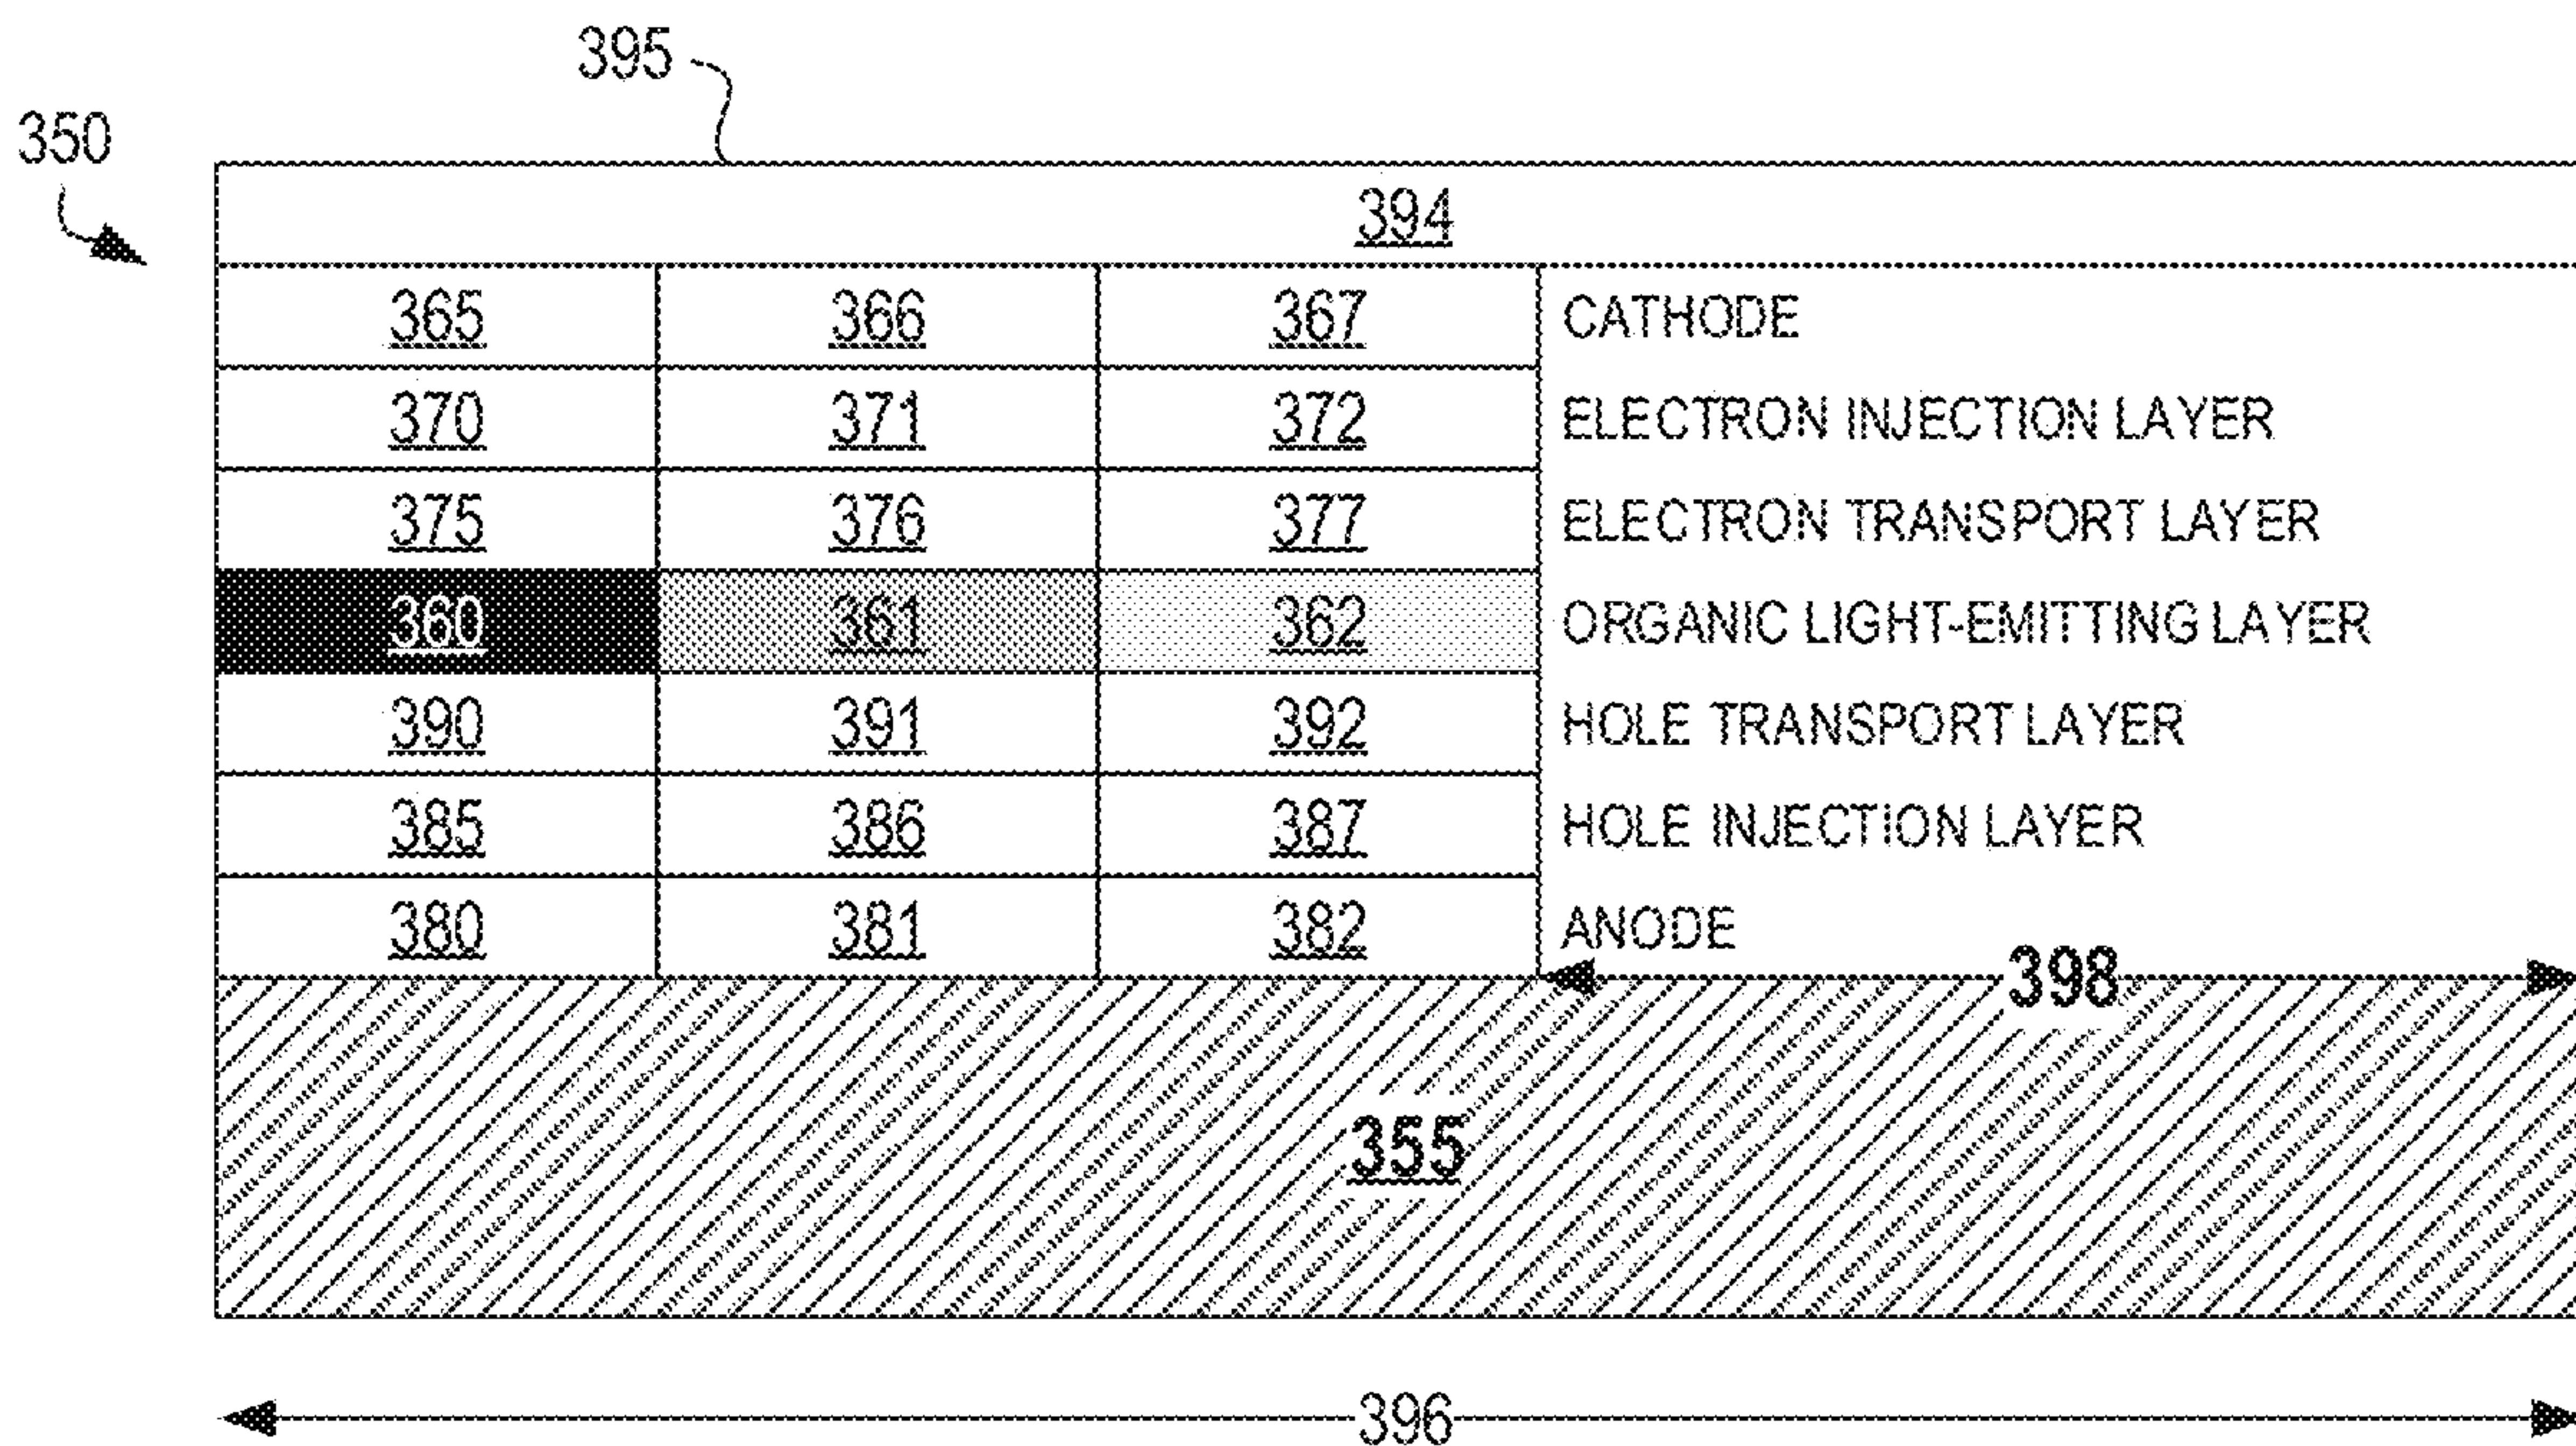 395
350
394
365 366 367 CATHODE
370 371 372 ELECTRON INJECTION LAYER
375 376 377 ELECTRON TRANSPORT LAYER
360 361 362 ORGANIC LIGHT-EMITTING LAYER
390 391 392 HOLE TRANSPORT LAYER
385 386 387 HOLE INJECTION LAYER
380 381 382 ANODE
398
355
396